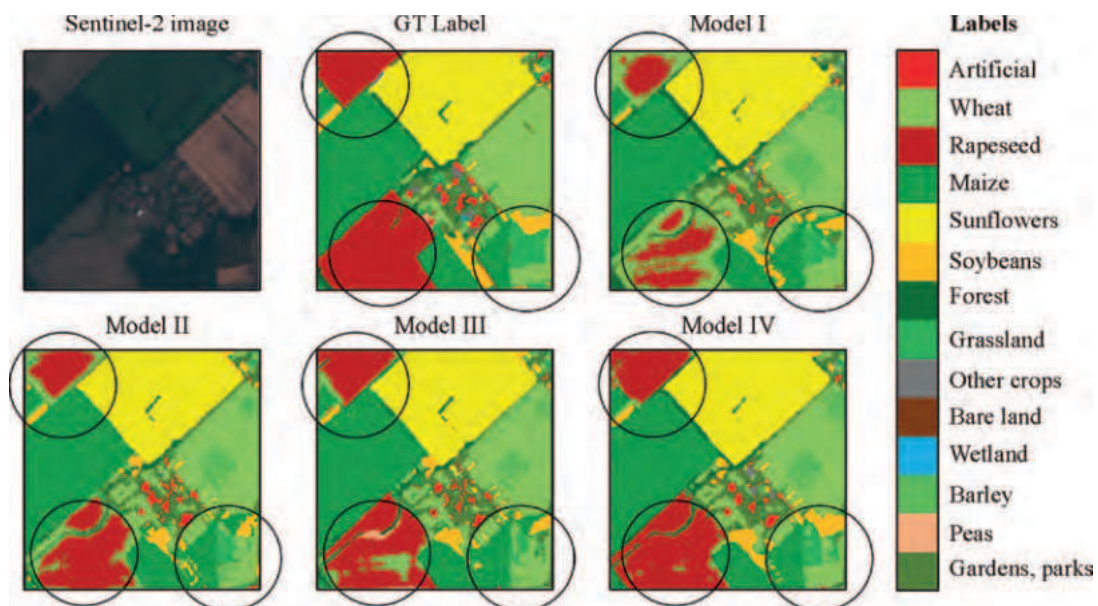 Sentinel-2 image
GT Label
Model I
Labels
Artificial
Wheat
Rapeseed
Maize
Sunflowers
Soybeans
Forest
Grassland
Other crops
Bare land
Wetland
Barley
Peas
Gardens, parks
Model II
Model III
Model IV